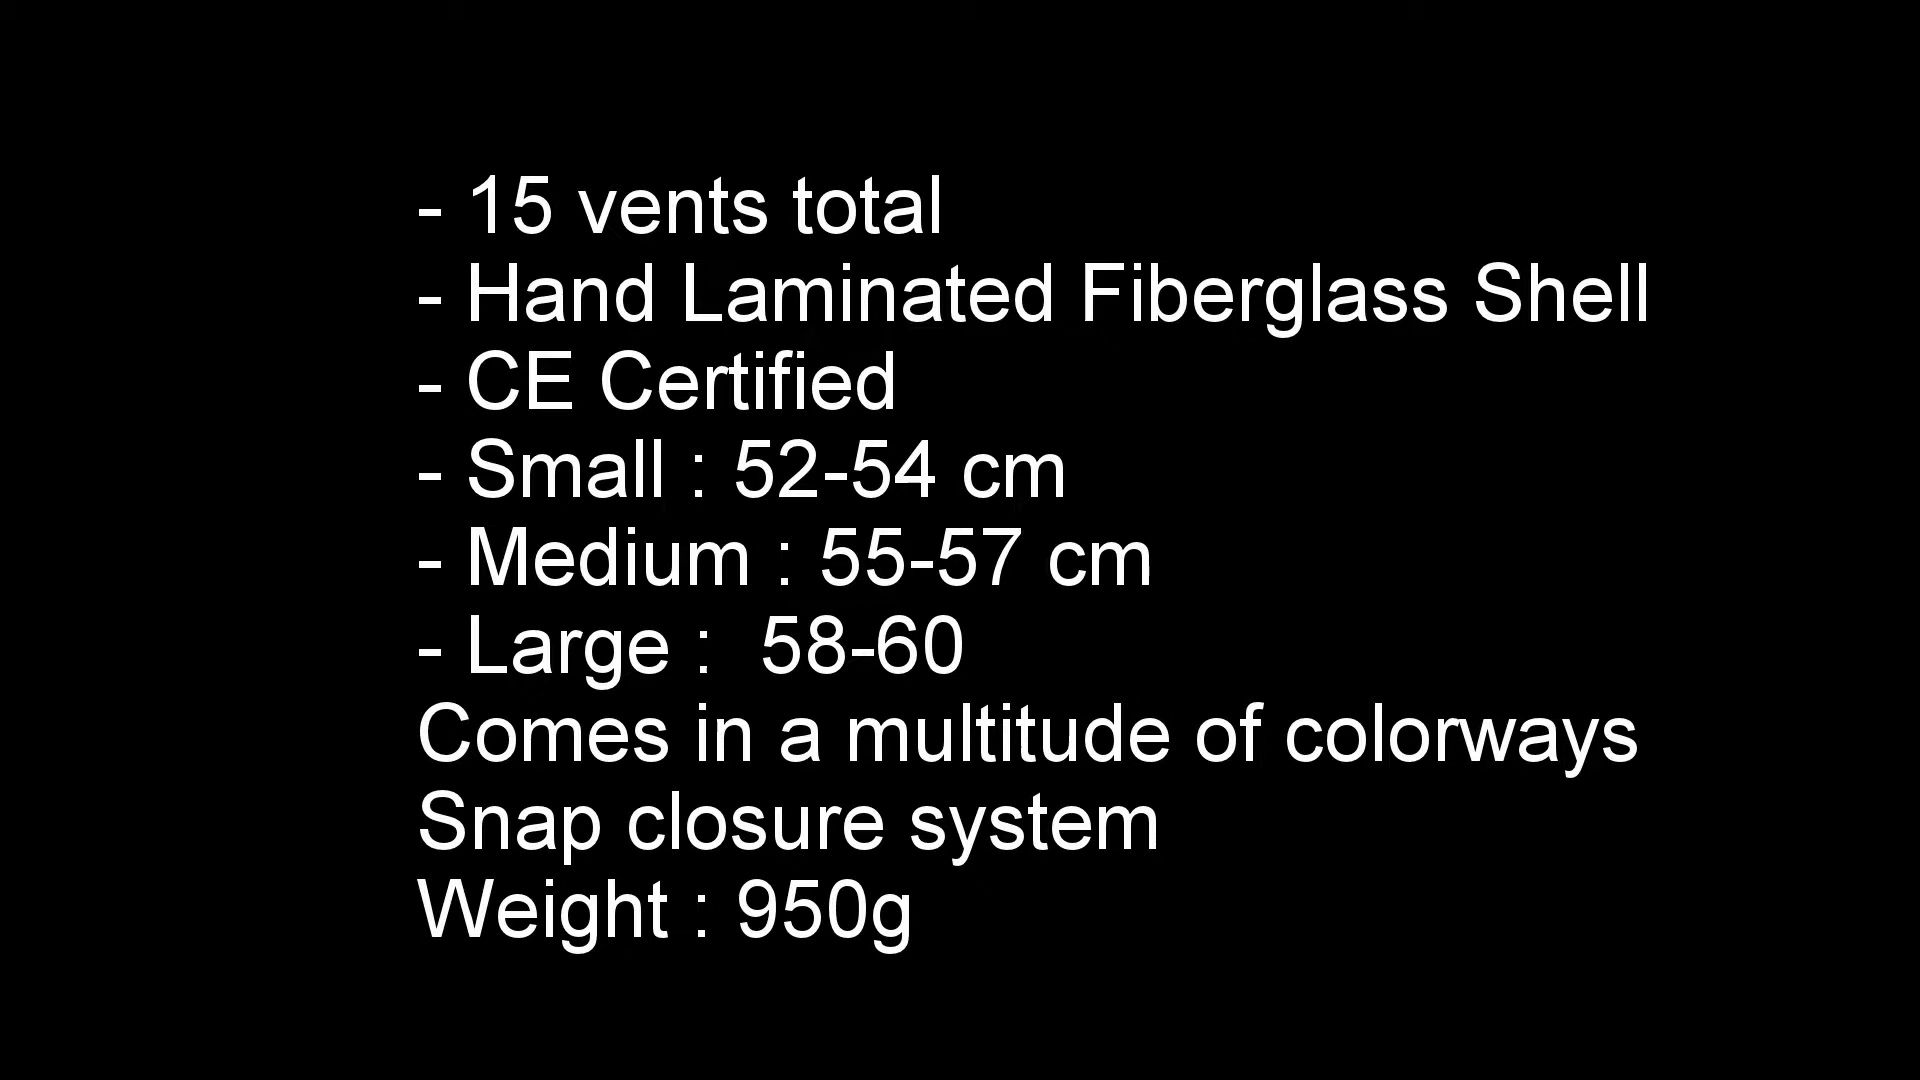 - 15 vents total
- Hand Laminated Fiberglass Shell
- CE Certified
- Small : 52-54 cm
- Medium : 55-57 cm
- Large :  58-60
Comes in a multitude of colorways
Snap closure system
Weight : 950g